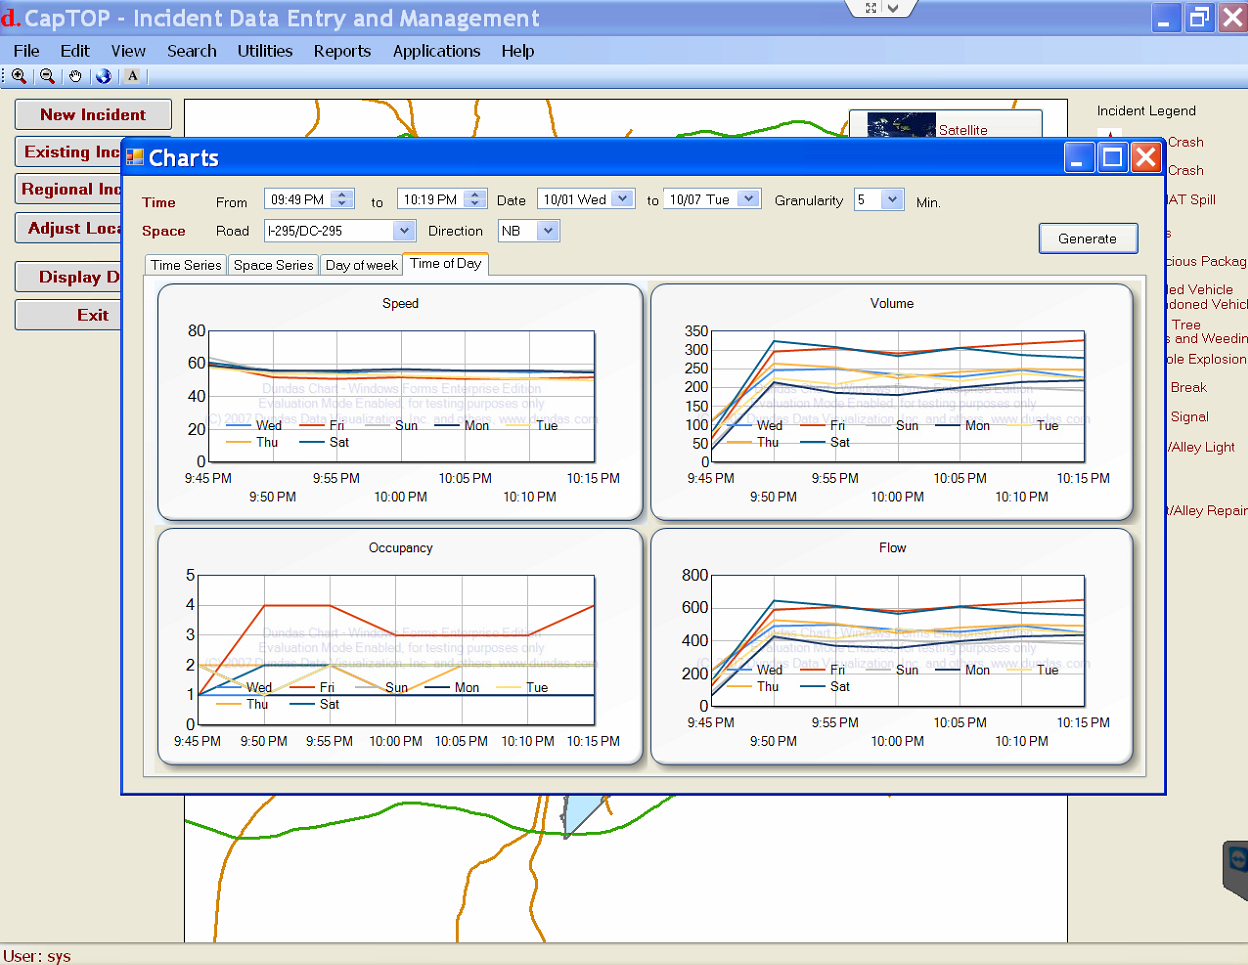 d. CapTOP - Incident Data Entry and Management
File Edit View Search Utilities Reports Applications Help
A
New Incident
Existing Inc
Regional Inc
Adjust Loca
Display D
Exit
Satellite
Incident Legend
Crash
Crash
AT Spill
s
cious Packag
led Vehicle
doned Vehicl
Tree
s and Weedin
ole Explosion
Break
Signal
/Alley Light
t/Alley Repair
Charts
Time From 09:49 PM to 10:19 PM Date 10/01 Wed to 10/07 Tue Granularity 5 Min.
Space Road I-295/DC-295 Direction NB
Generate
Time Series Space Series Day of week Time of Day
Speed
80
60
40
20
0
Dundas Chart - Windows Forms Enterprise Edition
Evaluation Mode Enabled, for testing purposes only
(C) 2007 Dundas Data Visualization, Inc. and others. www.dundas.com
Wed Fri Sun Mon Tue
Thu Sat
9:45 PM 9:55 PM 10:05 PM 10:15 PM
9:50 PM 10:00 PM 10:10 PM
Volume
350
300
250
200
150
100
50
0
Dundas Chart - Windows Forms Enterprise Edition
Evaluation Mode Enabled, for testing purposes only
(C) 2007 Dundas Data Visualization, Inc. and others. www.dundas.com
Wed Fri Sun Mon Tue
Thu Sat
9:45 PM 9:55 PM 10:05 PM 10:15 PM
9:50 PM 10:00 PM 10:10 PM
Occupancy
5
4
3
2
1
0
Dundas Chart - Windows Forms Enterprise Edition
Evaluation Mode Enabled, for testing purposes only
(C) 2007 Dundas Data Visualization, Inc. and others. www.dundas.com
Wed Fri Sun Mon Tue
Thu Sat
9:45 PM 9:50 PM 9:55 PM 10:00 PM 10:05 PM 10:10 PM 10:15 PM
Flow
800
600
400
200
0
Dundas Chart - Windows Forms Enterprise Edition
Evaluation Mode Enabled, for testing purposes only
(C) 2007 Dundas Data Visualization, Inc. and others. www.dundas.com
Wed Fri Sun Mon Tue
Thu Sat
9:45 PM 9:55 PM 10:05 PM 10:15 PM
9:50 PM 10:00 PM 10:10 PM
User: sys